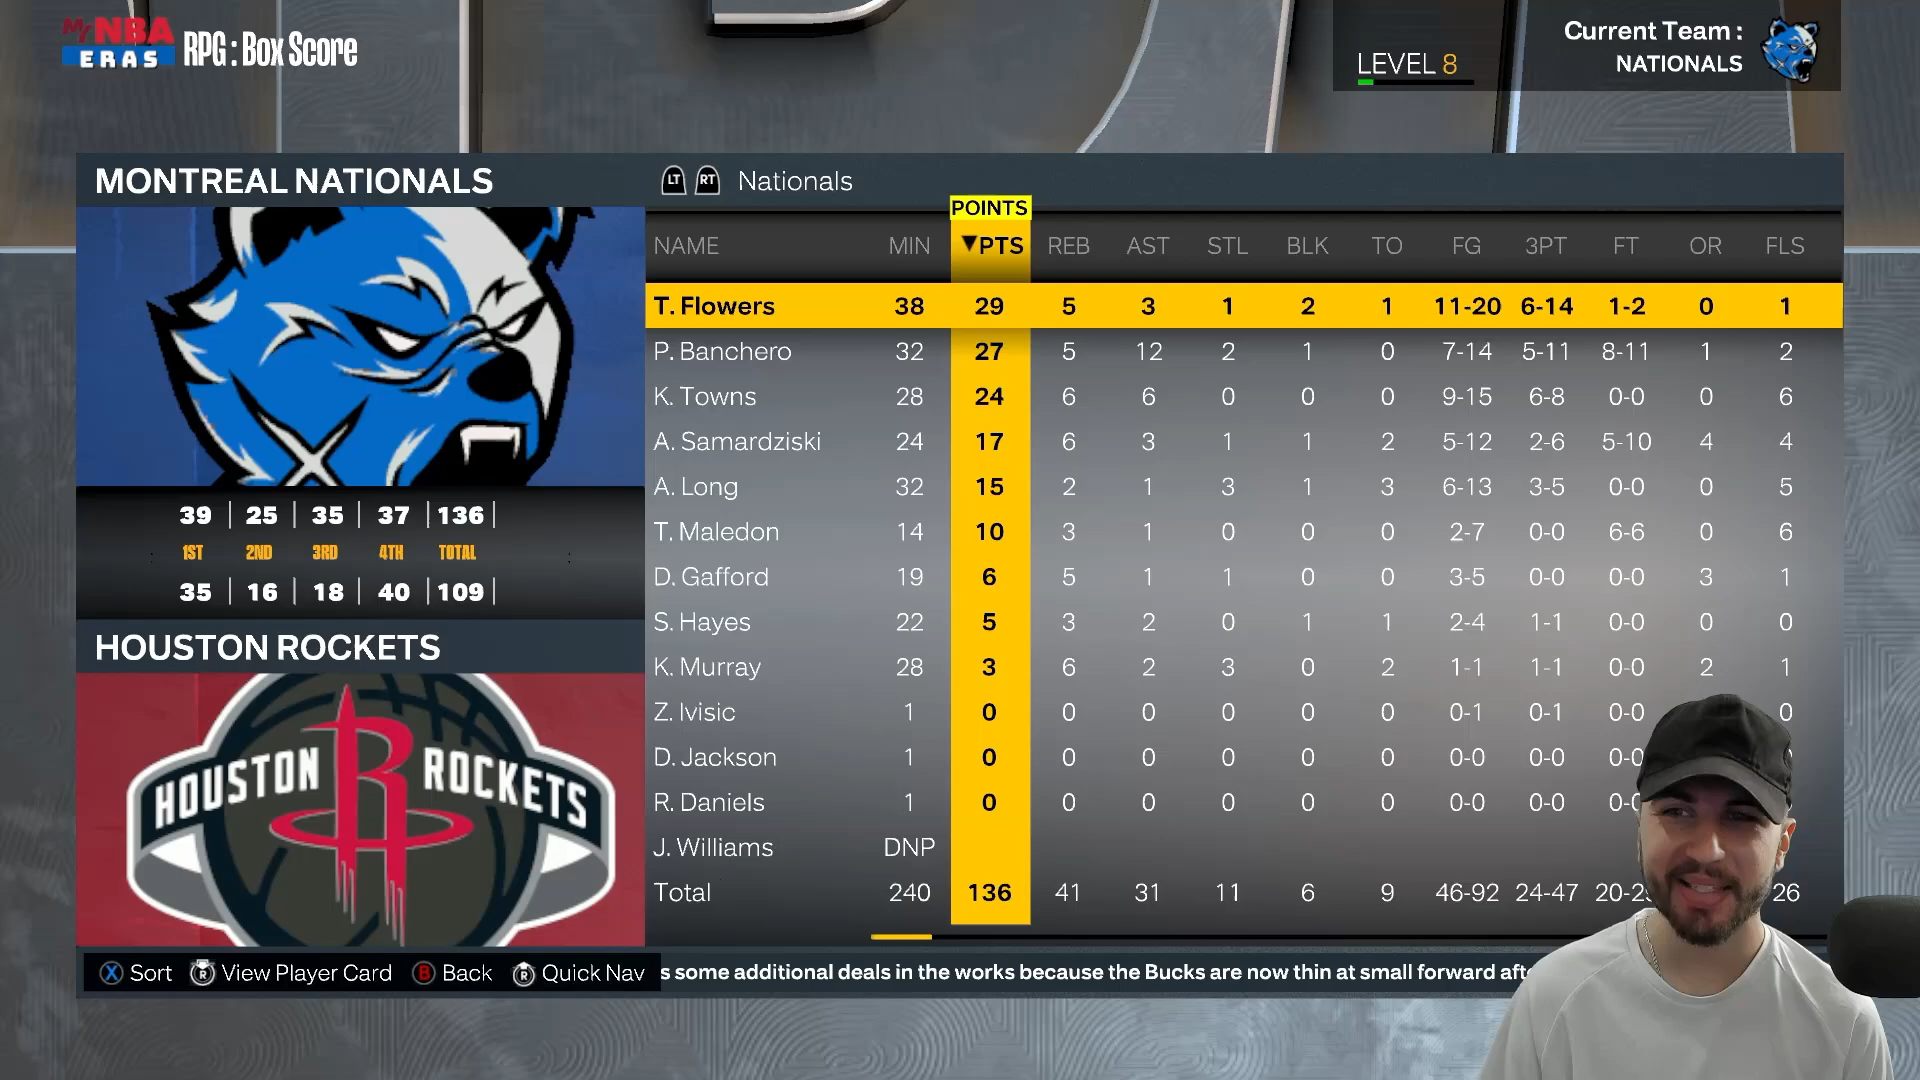 MyNBA
ERAS
RPG : Box Score
LEVEL 8
Current Team :
NATIONALS
MONTREAL NATIONALS
39 | 25 | 35 | 37 | 136 |
1ST 2ND 3RD 4TH TOTAL
35 | 16 | 18 | 40 | 109 |
HOUSTON ROCKETS
HOUSTON ROCKETS
LT RT Nationals
POINTS
NAME MIN ▼PTS REB AST STL BLK TO FG 3PT FT OR FLS
T. Flowers 38 29 5 3 1 2 1 11-20 6-14 1-2 0 1
P. Banchero 32 27 5 12 2 1 0 7-14 5-11 8-11 1 2
K. Towns 28 24 6 6 0 0 0 9-15 6-8 0-0 0 6
A. Samardziski 24 17 6 3 1 1 2 5-12 2-6 5-10 4 4
A. Long 32 15 2 1 3 1 3 6-13 3-5 0-0 0 5
T. Maledon 14 10 3 1 0 0 0 2-7 0-0 6-6 0 6
D. Gafford 19 6 5 1 1 0 0 3-5 0-0 0-0 3 1
S. Hayes 22 5 3 2 0 1 1 2-4 1-1 0-0 0 0
K. Murray 28 3 6 2 3 0 2 1-1 1-1 0-0 2 1
Z. Ivisic 1 0 0 0 0 0 0 0-1 0-1 0-0 0
D. Jackson 1 0 0 0 0 0 0 0-0 0-0 0-0
R. Daniels 1 0 0 0 0 0 0 0-0 0-0
J. Williams DNP
Total 240 136 41 31 11 6 9 46-92 24-47 26
X Sort R View Player Card B Back R Quick Nav
s some additional deals in the works because the Bucks are now thin at small forward